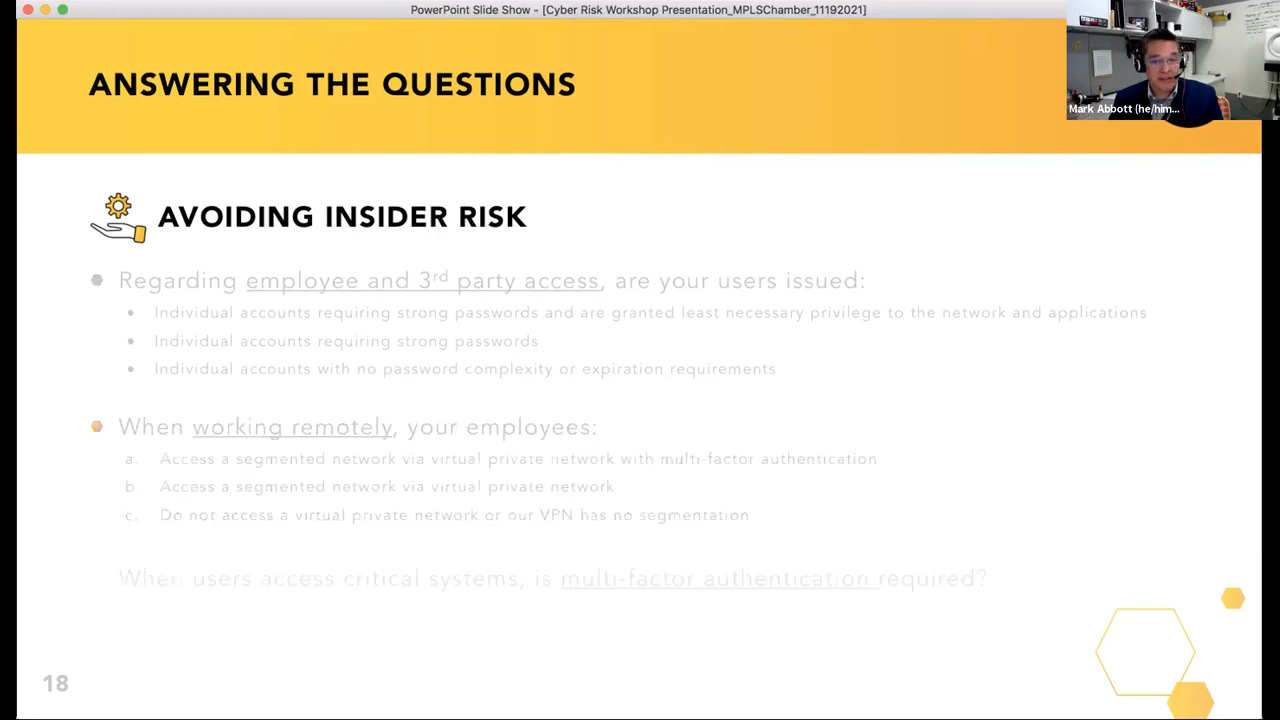 PowerPoint Slide Show - [Cyber Risk Workshop Presentation_MPLSChamber_11192021]
ANSWERING THE QUESTIONS
Mark Abbott (he/him...
AVOIDING INSIDER RISK
Regarding employee and 3rd party access, are your users issued:
Individual accounts requiring strong passwords and are granted least necessary privilege to the network and applications
Individual accounts requiring strong passwords
Individual accounts with no password complexity or expiration requirements
When working remotely, your employees:
a. Access a segmented network via virtual private network with multi-factor authentication
b. Access a segmented network via virtual private network
c. Do not access a virtual private network or our VPN has no segmentation
When users access critical systems, is multi-factor authentication required?
18